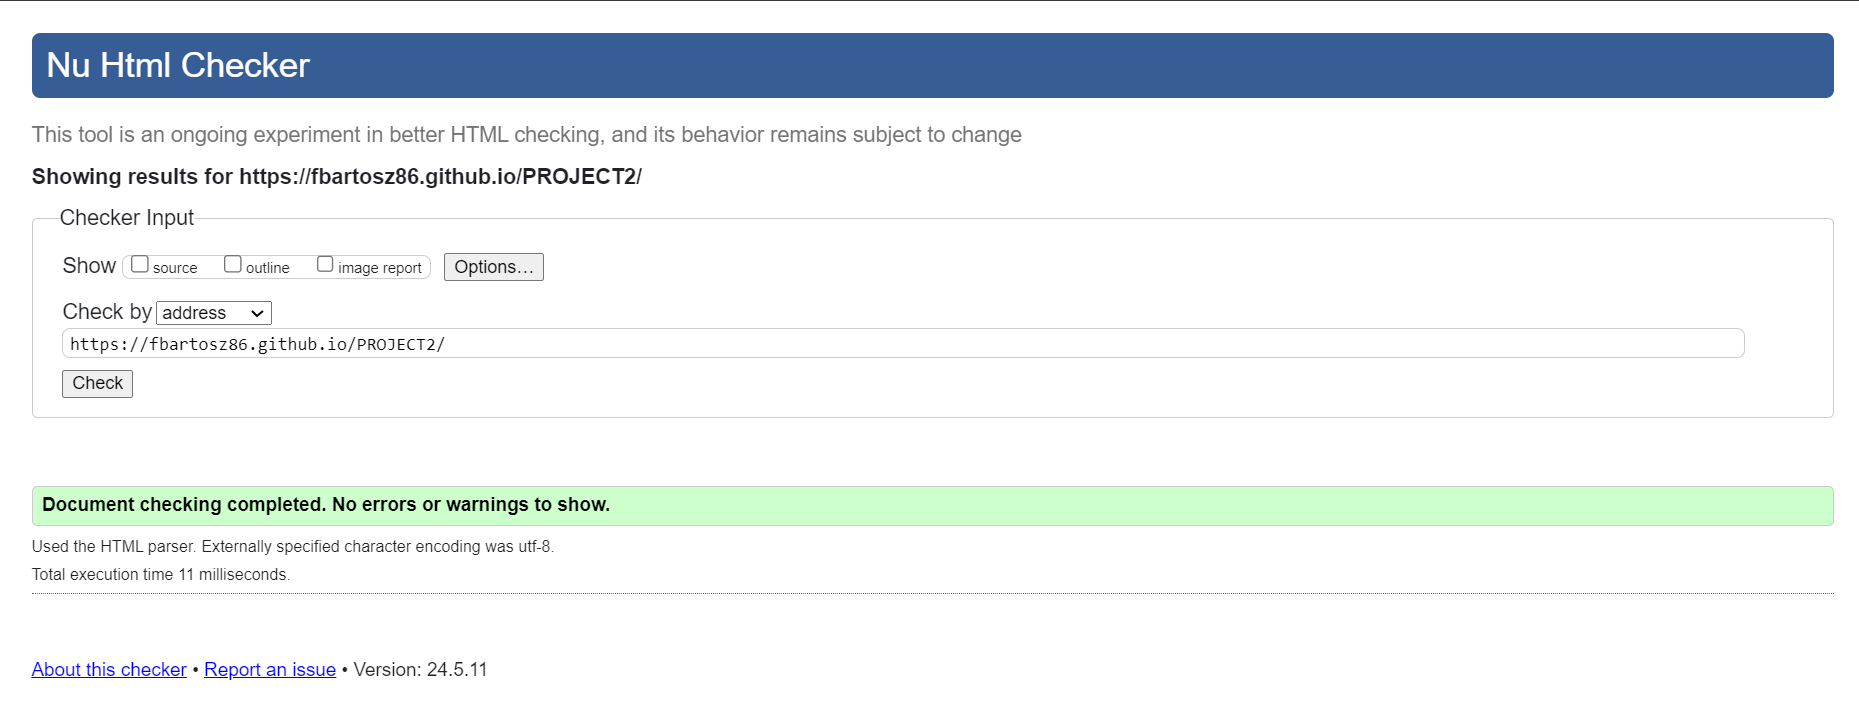 Nu Html Checker
This tool is an ongoing experiment in better HTML checking, and its behavior remains subject to change
Showing results for https://fbartosz86.github.io/PROJECT2/
Checker Input
Show source outline image report Options…
Check by address
https://fbartosz86.github.io/PROJECT2/
Check
Document checking completed. No errors or warnings to show.
Used the HTML parser. Externally specified character encoding was utf-8.
Total execution time 11 milliseconds.
About this checker • Report an issue • Version: 24.5.11